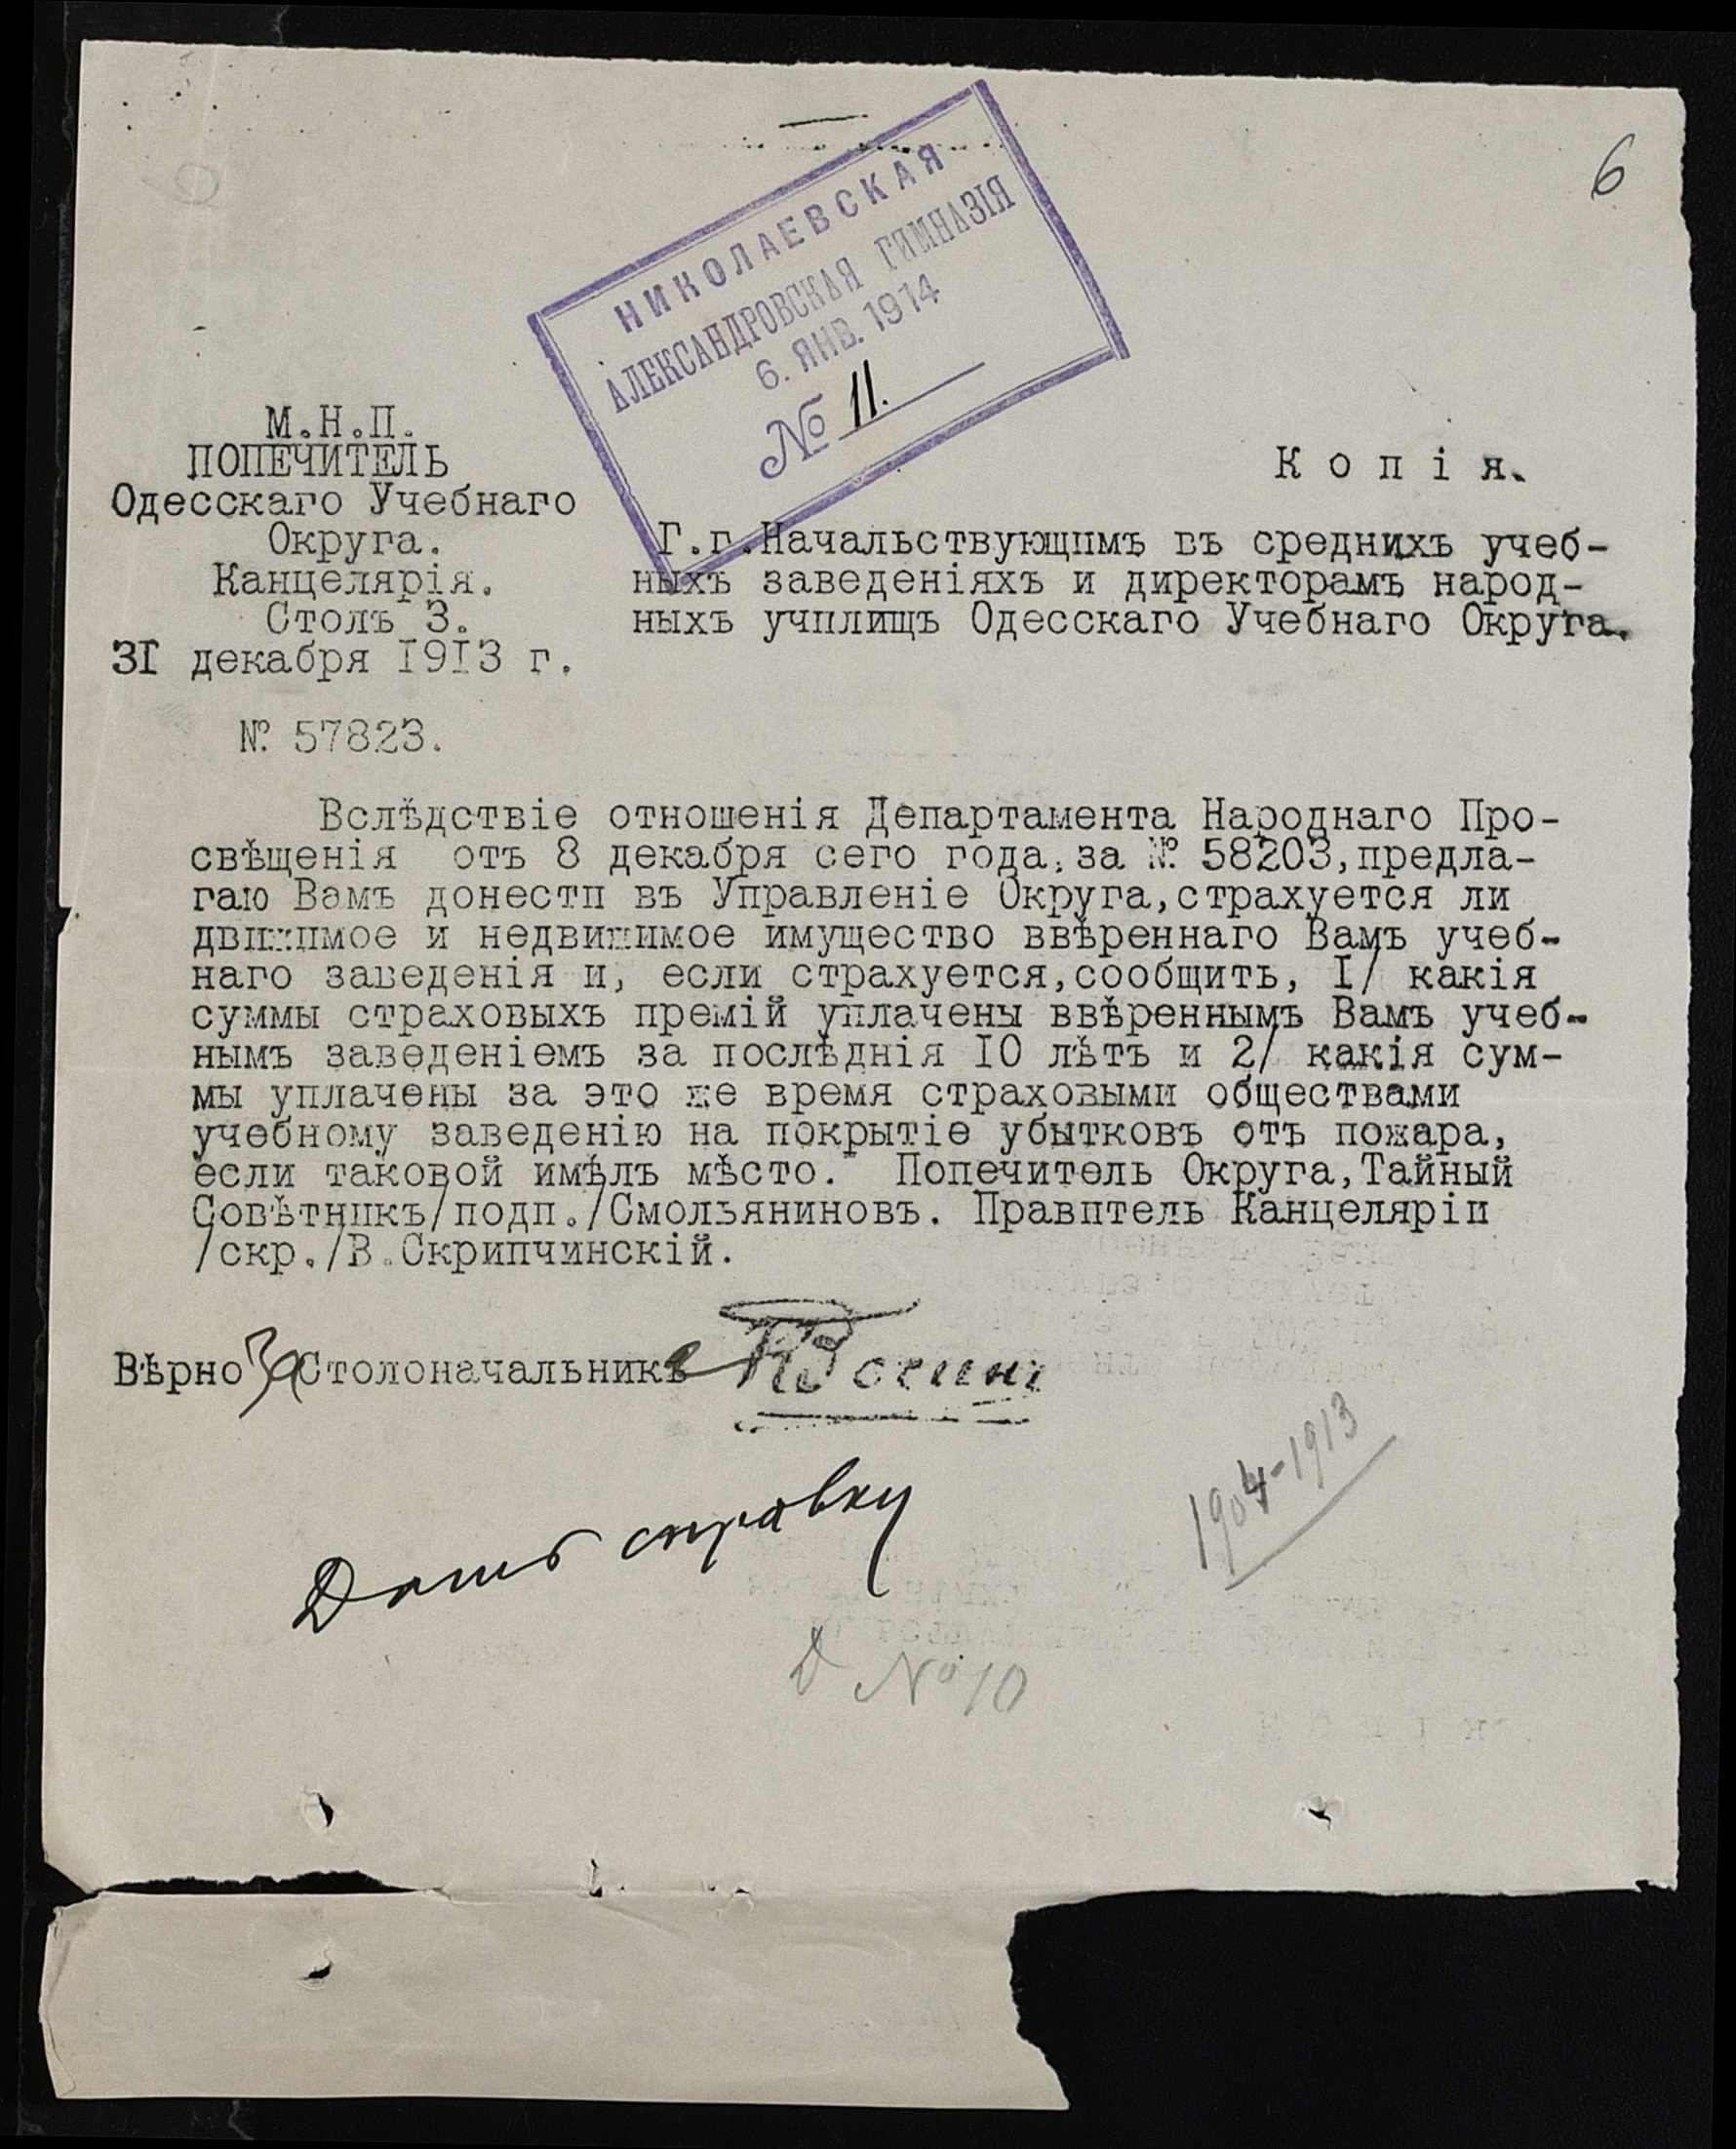 6
НИКОЛАЕВСКАЯ
АЛЕКСАНДРОВСКАЯ ГИМНАЗІЯ
6. ЯНВ. 1914
№ 11.
М.Н.П.
ПОПЕЧИТЕЛЬ
Одесскаго Учебнаго
Округа.
Канцелярія.
Столъ 3.
31 декабря 1913 г.
№ 57823.
Копія.
Г.г.Начальствующимъ въ среднихъ учеб-
ныхъ заведеніяхъ и директорамъ народ-
ныхъ училищъ Одесскаго Учебнаго Округа.
Вслѣдствіе отношенія Департамента Народнаго Про-
свѣщенія отъ 8 декабря сего года, за № 58203,предла-
гаю Вамъ донести въ Управленіе Округа,страхуется ли
движимое и недвижимое имущество ввѣреннаго Вамъ учеб-
наго заведенія и, если страхуется,сообщить, I/ какія
суммы страховыхъ премій уплачены ввѣреннымъ Вамъ учеб-
нымъ заведеніемъ за послѣднія 10 лѣтъ и 2/ какія сум-
мы уплачены за это же время страховыми обществами
учебному заведенію на покрытіе убытковъ отъ пожара,
если таковой имѣлъ мѣсто. Попечитель Округа,Тайный
Совѣтникъ/подп./Смольяниновъ. Правитель Канцеляріи
/скр./В.Скрипчинскій.
Вѣрно За Столоначальника
Дать справку
1904-1913
Д №10